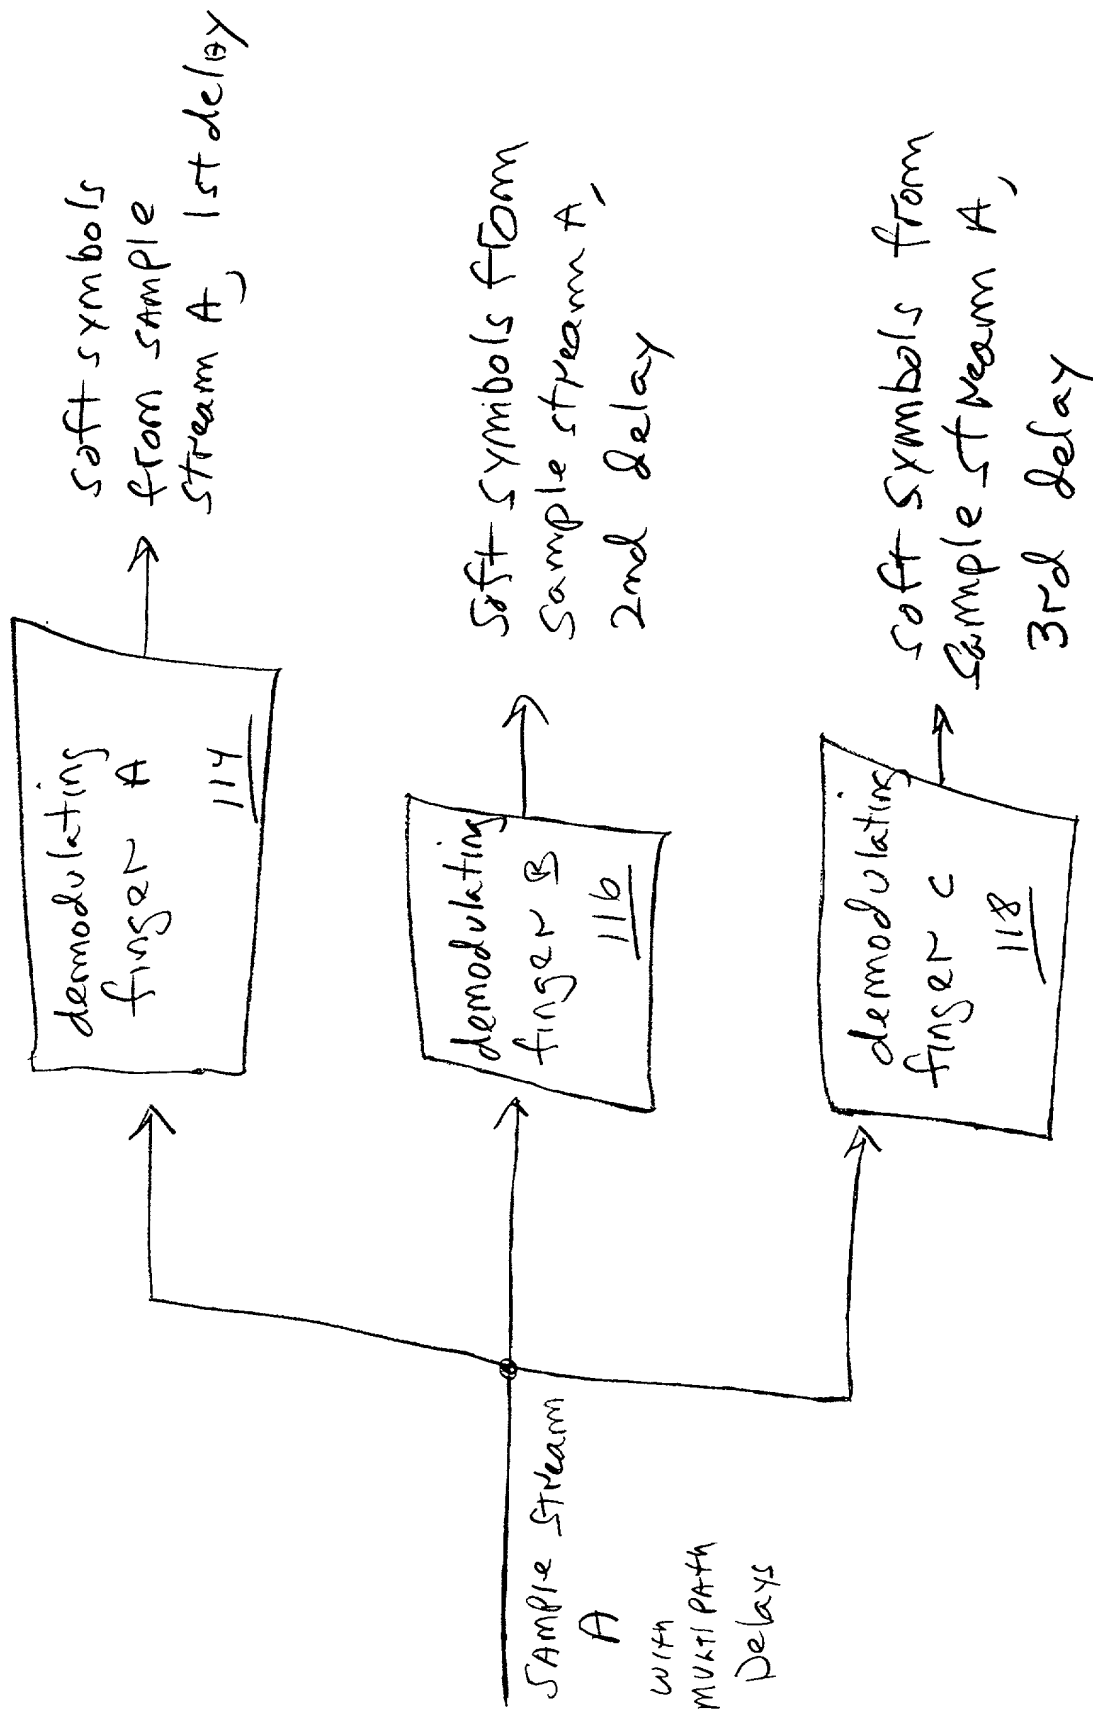 SAMPle Stream
A
with
MULTIPATH
Delays
demodulating
finger A
114
soft symbols
from SAMPle
stream A, 1st delay
demodulating
finger B
116
soft symbols from
Sample stream A,
2nd delay
demodulating
finger C
118
soft symbols from
Sample stream A,
3rd delay